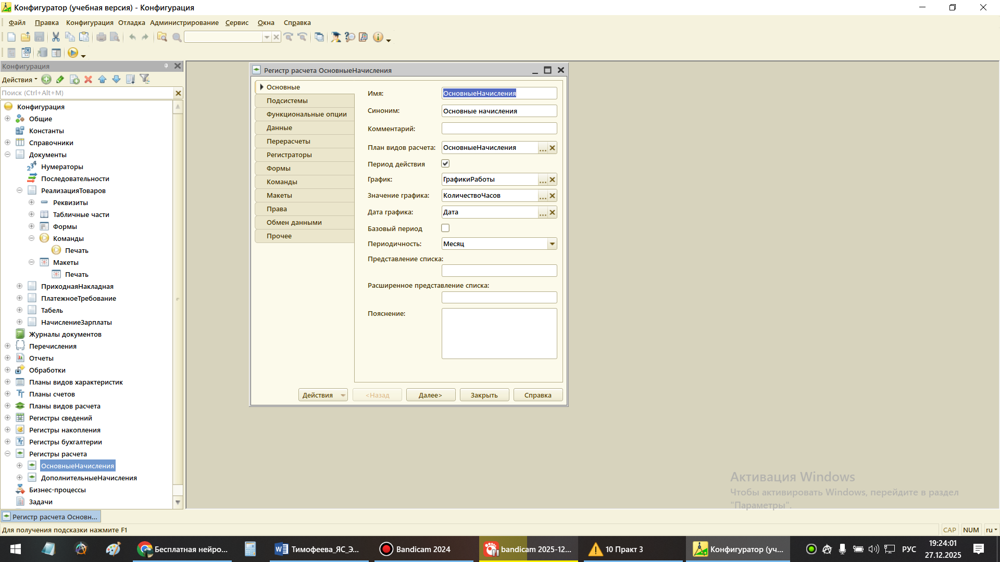 Конфигуратор (учебная версия) - Конфигурация
Файл Правка Конфигурация Отладка Администрирование Сервис Окна Справка
Конфигурация
Действия
Поиск (Ctrl+Alt+M)
Конфигурация
Общие
Константы
Справочники
Документы
Нумераторы
Последовательности
РеализацияТоваров
Реквизиты
Табличные части
Формы
Команды
Печать
Макеты
Печать
ПриходнаяНакладная
ПлатежноеТребование
Табель
НачислениеЗарплаты
Журналы документов
Перечисления
Отчеты
Обработки
Планы видов характеристик
Планы счетов
Планы видов расчета
Регистры сведений
Регистры накопления
Регистры бухгалтерии
Регистры расчета
ОсновныеНачисления
ДополнительныеНачисления
Бизнес-процессы
Задачи
Регистр расчета ОсновныеНачисления
Основные
Подсистемы
Функциональные опции
Данные
Перерасчеты
Регистраторы
Формы
Команды
Макеты
Права
Обмен данными
Прочее
Имя: ОсновныеНачисления
Синоним: Основные начисления
Комментарий:
План видов расчета: ОсновныеНачисления ...
Период действия
График: ГрафикиРаботы ...
Значение графика: КоличествоЧасов ...
Дата графика: Дата ...
Базовый период
Периодичность: Месяц
Представление списка:
Расширенное представление списка:
Пояснение:
Действия <Назад Далее> Закрыть Справка
Активация Windows
Чтобы активировать Windows, перейдите в раздел
"Параметры".
Регистр расчета Основн...
Для получения подсказки нажмите F1
CAP NUM ru
Бесплатная нейро...
Тимофеева_ЯС_Э...
Bandicam 2024
bandicam 2025-12...
10 Практ 3
Конфигуратор (уч...
РУС
19:24:01
27.12.2025